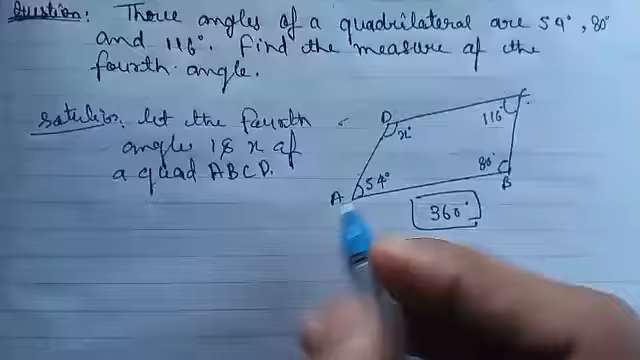 Question: Three angles of a quadrilateral are 54°, 80°
and 116°. Find the measure of the
fourth angle.
Solution: let the fourth
angle is x of
a quad ABCD.
D
x°
116°
C
A
54°
80°
B
360°